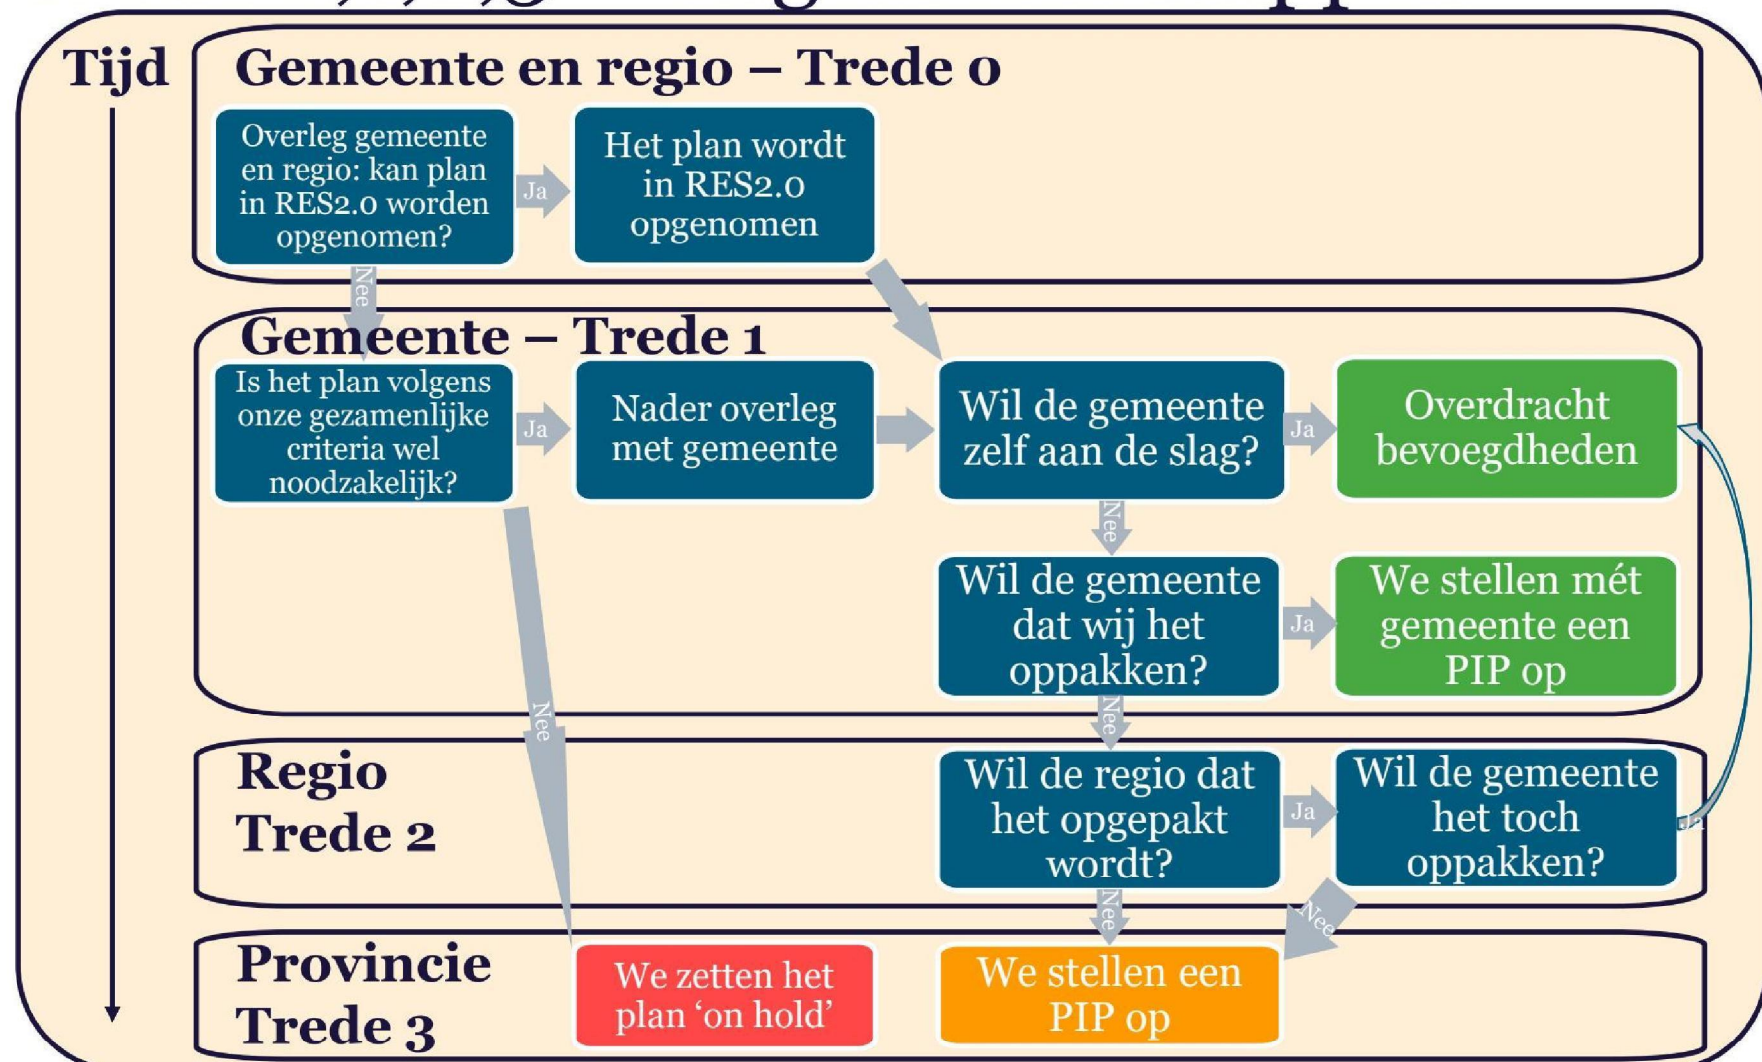 Tijd
Gemeente en regio – Trede 0
Overleg gemeente
en regio: kan plan
in RES2.0 worden
opgenomen?
Ja
Het plan wordt
in RES2.0
opgenomen
Nee
Gemeente – Trede 1
Is het plan volgens
onze gezamenlijke
criteria wel
noodzakelijk?
Ja
Nader overleg
met gemeente
Wil de gemeente
zelf aan de slag?
Ja
Overdracht
bevoegdheden
Nee
Wil de gemeente
dat wij het
oppakken?
Ja
We stellen mét
gemeente een
PIP op
Nee
Nee
Regio
Trede 2
Wil de regio dat
het opgepakt
wordt?
Ja
Wil de gemeente
het toch
oppakken?
Ja
Nee
Nee
Provincie
Trede 3
We zetten het
plan ‘on hold’
We stellen een
PIP op